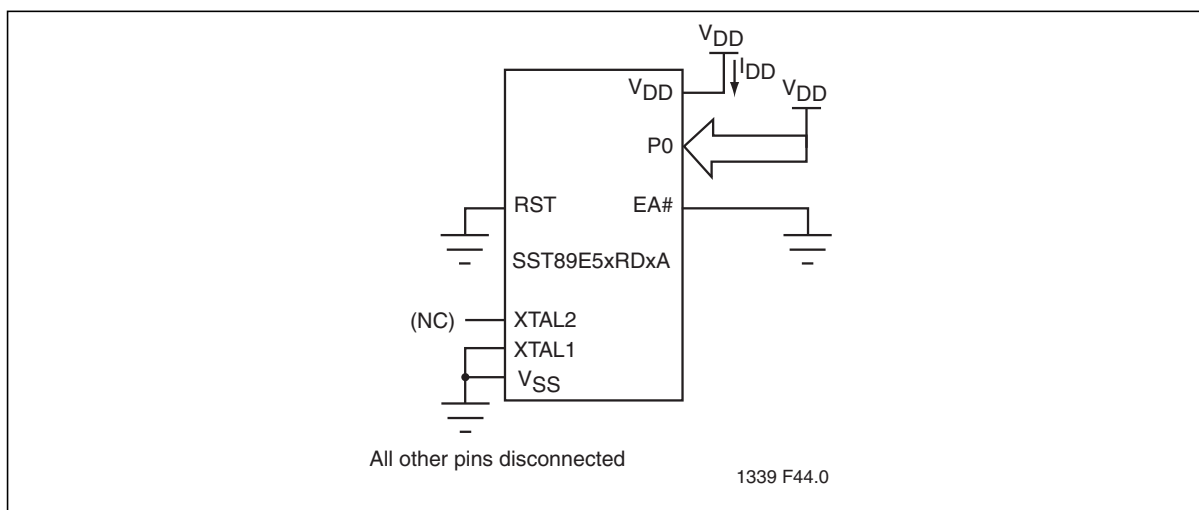 VDD
IDD
VDD
VDD
P0
RST
EA#
SST89E5xRDxA
(NC)
XTAL2
XTAL1
VSS
All other pins disconnected
1339 F44.0